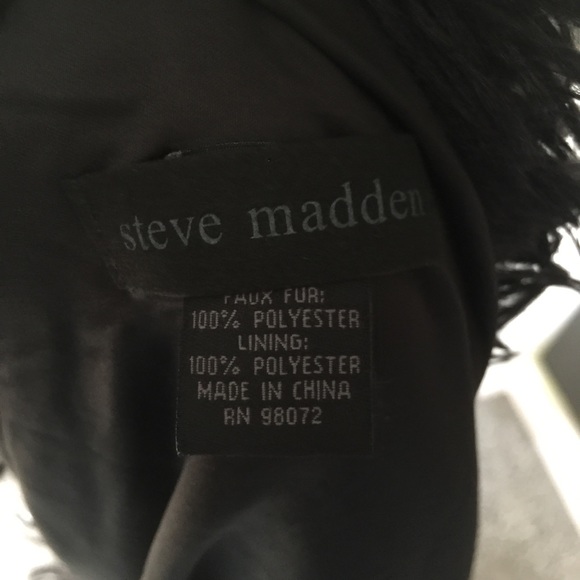 steve madden
FAUX FUR:
100% POLYESTER
LINING:
100% POLYESTER
MADE IN CHINA
RN 98072